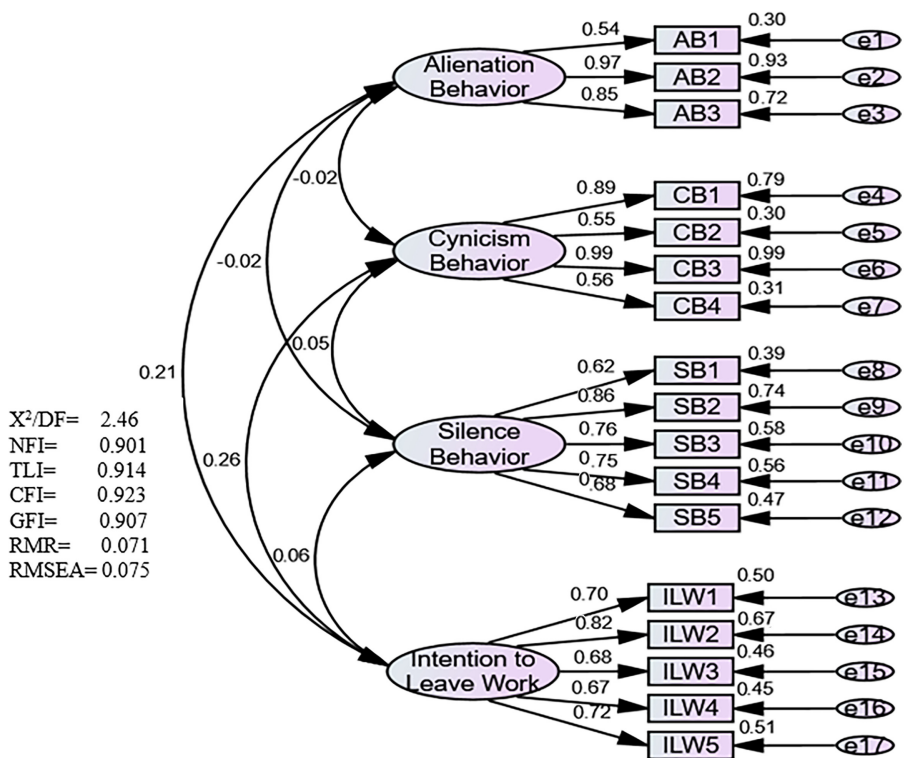 0.54
0.30
AB1
e1
Alienation
Behavior
0.97
0.93
AB2
e2
0.85
0.72
AB3
e3
-0.02
0.89
0.79
CB1
e4
Cynicism
Behavior
0.55
0.30
CB2
e5
0.99
0.99
CB3
e6
0.56
0.31
CB4
e7
-0.02
0.05
0.21
0.62
0.39
SB1
e8
0.86
0.74
SB2
e9
Silence
Behavior
0.76
0.58
SB3
e10
0.75
0.56
SB4
e11
0.68
0.47
SB5
e12
0.26
X²/DF= 2.46
NFI= 0.901
TLI= 0.914
CFI= 0.923
GFI= 0.907
RMR= 0.071
RMSEA= 0.075
0.06
0.70
0.50
ILW1
e13
0.82
0.67
ILW2
e14
Intention to
Leave Work
0.68
0.46
ILW3
e15
0.67
0.45
ILW4
e16
0.72
0.51
ILW5
e17